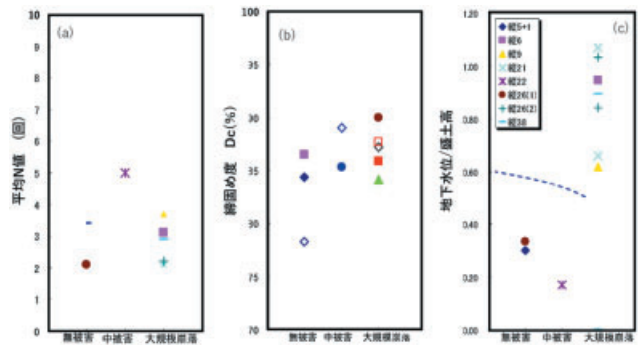 (a)
平均N値 (回)
10
9
8
7
6
5
4
3
2
1
0
無被害
中被害
大規模崩落
(b)
締固め度 Dc(%)
30
35
30
75
70
無被害
中被害
大規模崩落
(c)
地下水位/盛土高
1.20
1.00
0.80
0.60
0.40
0.20
0.00
縦5+1
縦6
縦9
縦21
縦22
縦26(1)
縦26(2)
縦38
無被害
中被害
大規模崩落